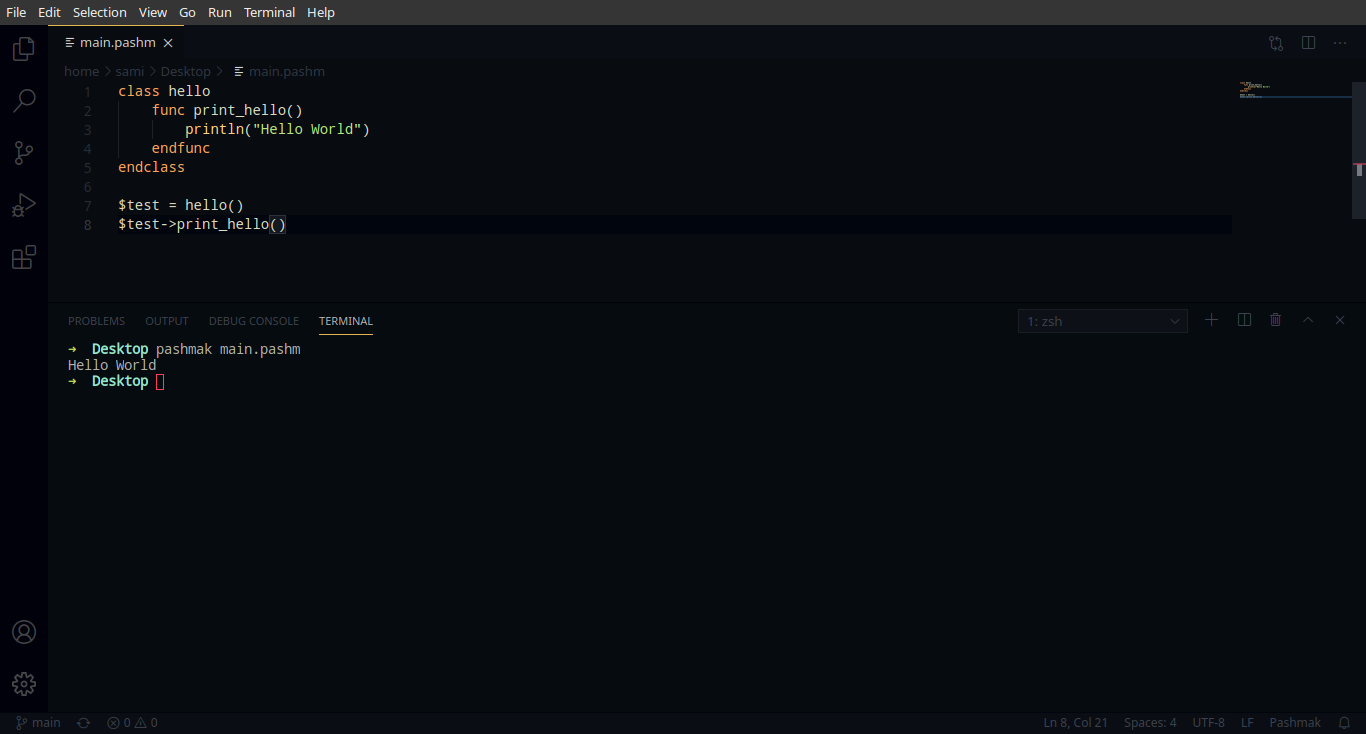 File Edit Selection View Go Run Terminal Help
main.pashm
home > sami > Desktop > main.pashm
1 class hello
2     func print_hello()
3         println("Hello World")
4     endfunc
5 endclass
6
7 $test = hello()
8 $test->print_hello()
PROBLEMS OUTPUT DEBUG CONSOLE TERMINAL 1: zsh
➜ Desktop pashmak main.pashm
Hello World
➜ Desktop
main 0 0 Ln 8, Col 21 Spaces: 4 UTF-8 LF Pashmak